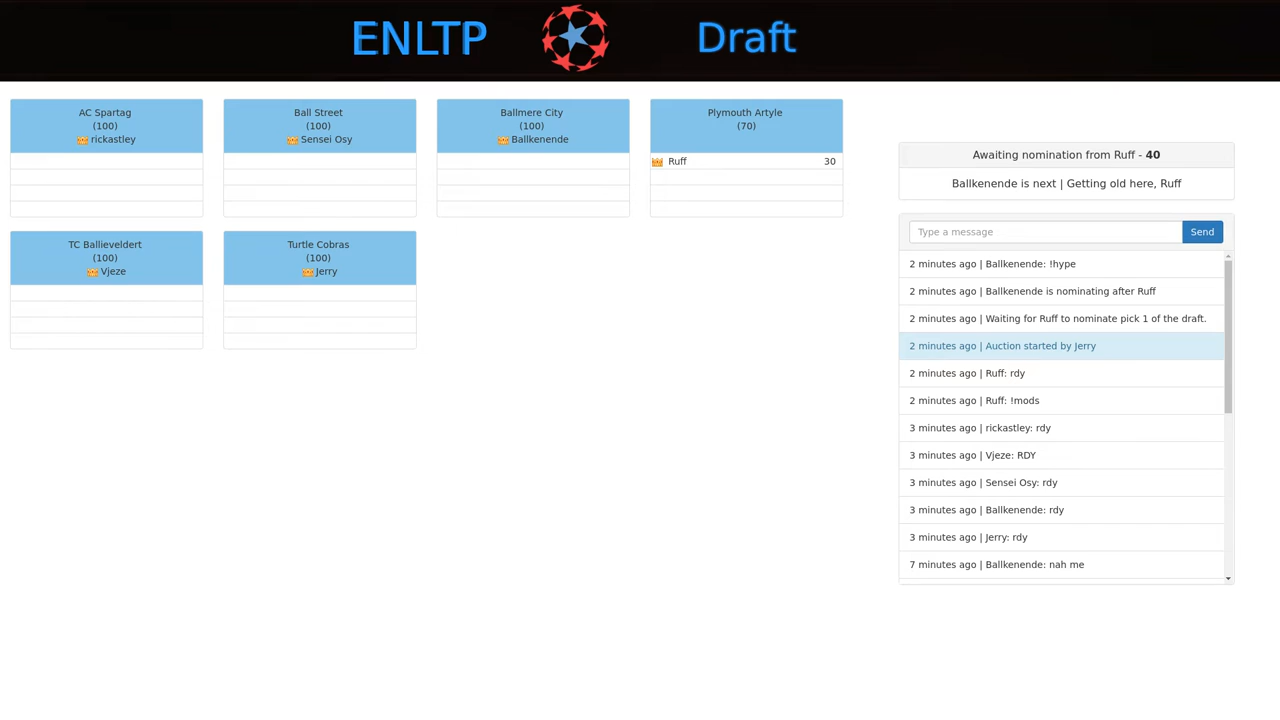 ENLTP Draft
AC Spartag
(100)
rickastley
Ball Street
(100)
Sensei Osy
Ballmere City
(100)
Ballkenende
Plymouth Artyle
(70)
Ruff 30
TC Ballieveldert
(100)
Vjeze
Turtle Cobras
(100)
Jerry
Awaiting nomination from Ruff - 40
Ballkenende is next | Getting old here, Ruff
Type a message Send
2 minutes ago | Ballkenende: !hype
2 minutes ago | Ballkenende is nominating after Ruff
2 minutes ago | Waiting for Ruff to nominate pick 1 of the draft.
2 minutes ago | Auction started by Jerry
2 minutes ago | Ruff: rdy
2 minutes ago | Ruff: !mods
3 minutes ago | rickastley: rdy
3 minutes ago | Vjeze: RDY
3 minutes ago | Sensei Osy: rdy
3 minutes ago | Ballkenende: rdy
3 minutes ago | Jerry: rdy
7 minutes ago | Ballkenende: nah me